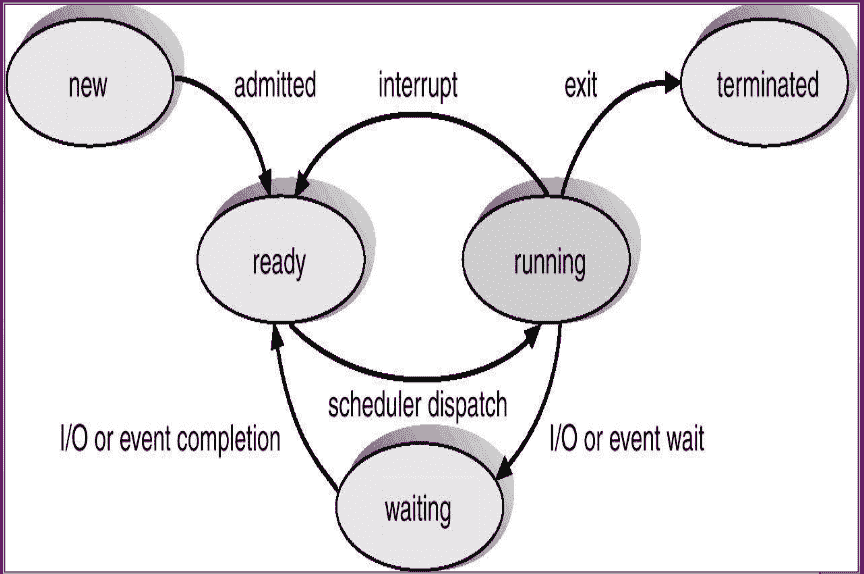 new
admitted
interrupt
exit
terminated
ready
running
scheduler dispatch
I/O or event completion
I/O or event wait
waiting